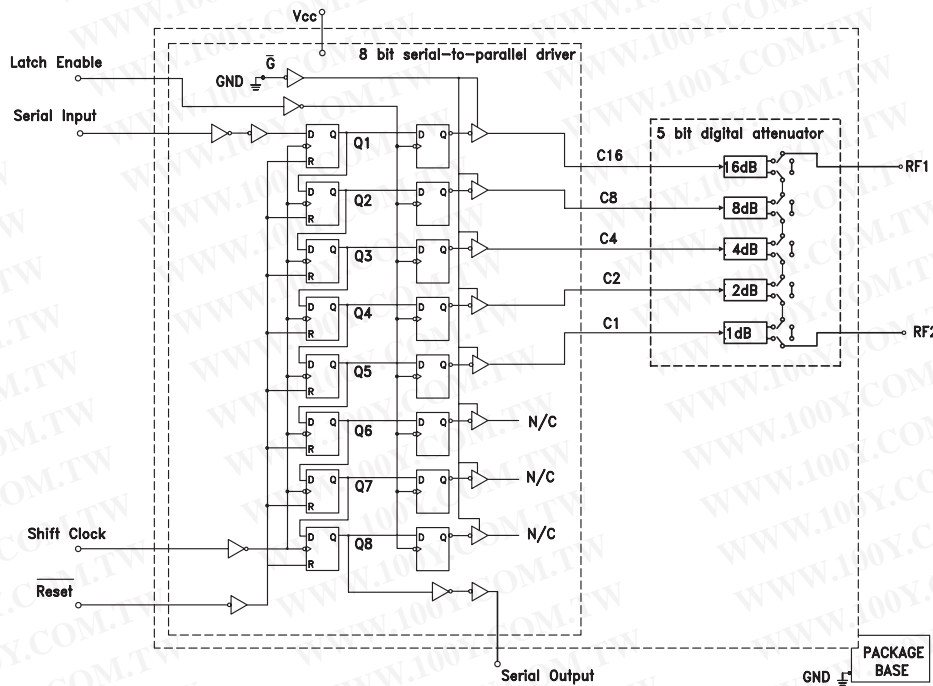 Vcc
8 bit serial-to-parallel driver
Latch Enable
G
GND
Serial Input
D Q
R
Q1
D Q
C16
5 bit digital attenuator
16dB
RF1
D Q
R
Q2
D Q
C8
8dB
D Q
R
Q3
D Q
C4
4dB
D Q
R
Q4
D Q
C2
2dB
D Q
R
Q5
D Q
C1
1dB
RF2
D Q
R
Q6
D Q
N/C
D Q
R
Q7
D Q
N/C
Shift Clock
D Q
R
Q8
D Q
N/C
Reset
Serial Output
GND
PACKAGE
BASE
WWW.100Y.COM.TW